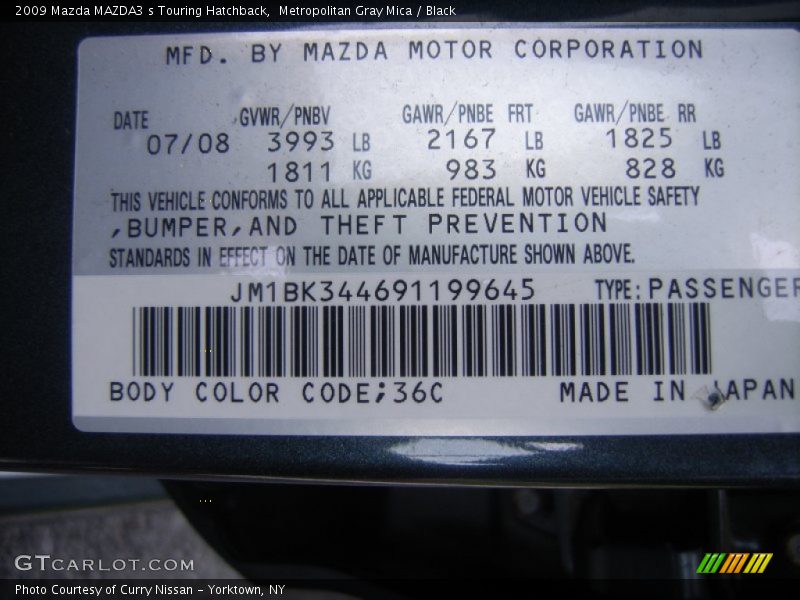 2009 Mazda MAZDA3 s Touring Hatchback,  Metropolitan Gray Mica / Black
MFD. BY MAZDA MOTOR CORPORATION
DATE GVWR/PNBV GAWR/PNBE FRT GAWR/PNBE RR
07/08 3993 LB 2167 LB 1825 LB
1811 KG 983 KG 828 KG
THIS VEHICLE CONFORMS TO ALL APPLICABLE FEDERAL MOTOR VEHICLE SAFETY
,BUMPER,AND THEFT PREVENTION
STANDARDS IN EFFECT ON THE DATE OF MANUFACTURE SHOWN ABOVE.
JM1BK344691199645 TYPE:PASSENGER
BODY COLOR CODE;36C MADE IN JAPAN
GTCARLOT.COM
Photo Courtesy of Curry Nissan - Yorktown, NY